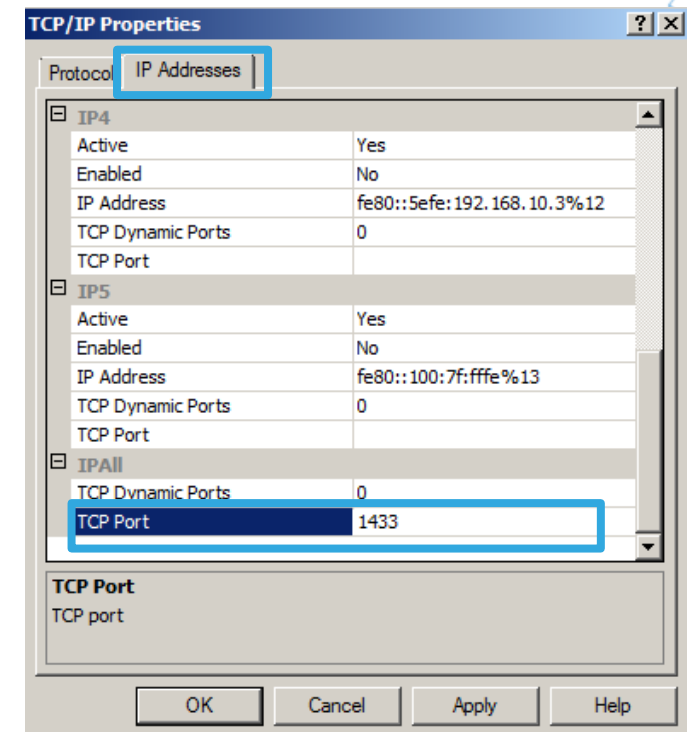 TCP/IP Properties ? X
Protocol IP Addresses
IP4
Active Yes
Enabled No
IP Address fe80::5efe:192.168.10.3%12
TCP Dynamic Ports 0
TCP Port
IP5
Active Yes
Enabled No
IP Address fe80::100:7f:fffe%13
TCP Dynamic Ports 0
TCP Port
IPAll
TCP Dynamic Ports 0
TCP Port 1433
TCP Port
TCP port
OK Cancel Apply Help